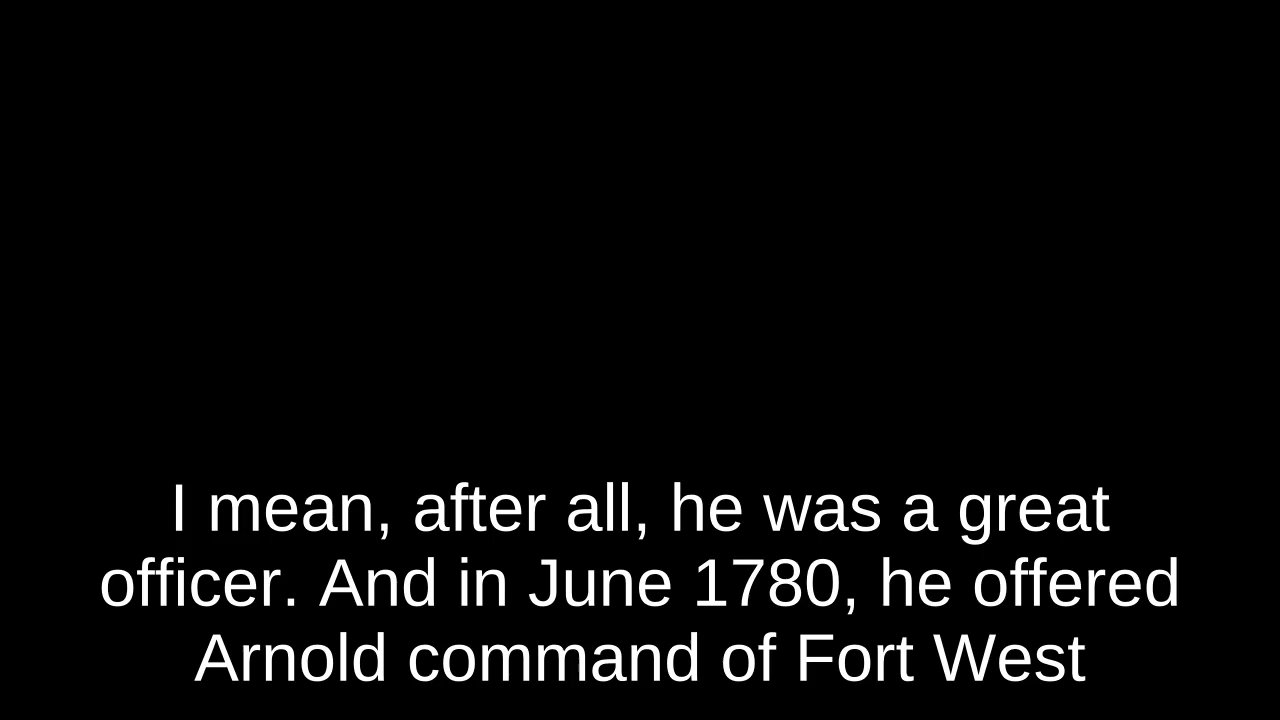 I mean, after all, he was a great
officer. And in June 1780, he offered
Arnold command of Fort West